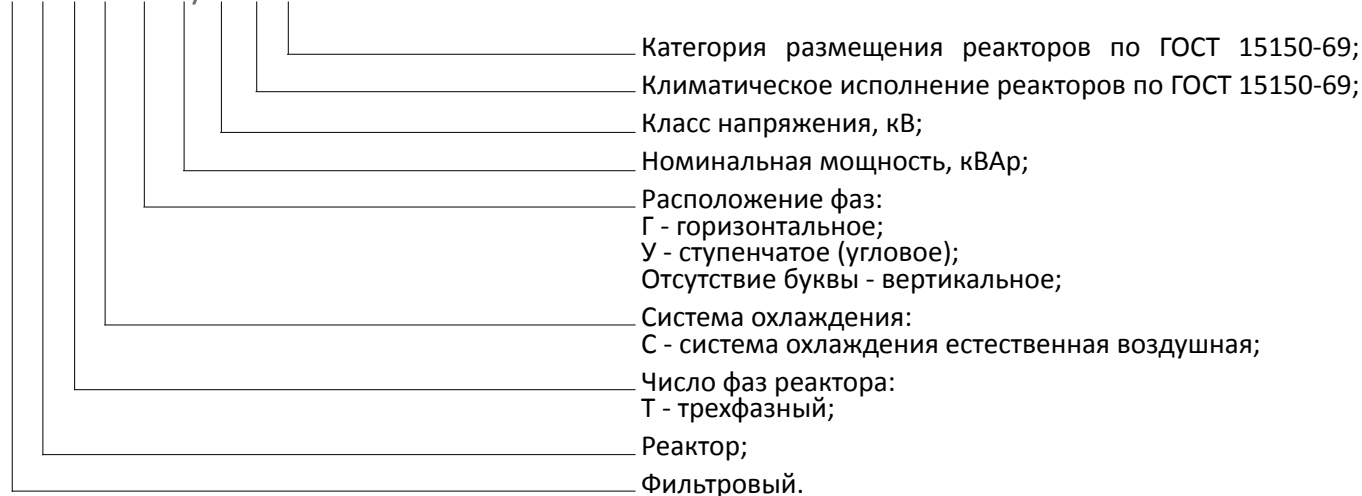 Категория размещения реакторов по ГОСТ 15150-69;
Климатическое исполнение реакторов по ГОСТ 15150-69;
Класс напряжения, кВ;
Номинальная мощность, кВАр;
Расположение фаз:
Г - горизонтальное;
У - ступенчатое (угловое);
Отсутствие буквы - вертикальное;
Система охлаждения:
С - система охлаждения естественная воздушная;
Число фаз реактора:
Т - трехфазный;
Реактор;
Фильтровый.